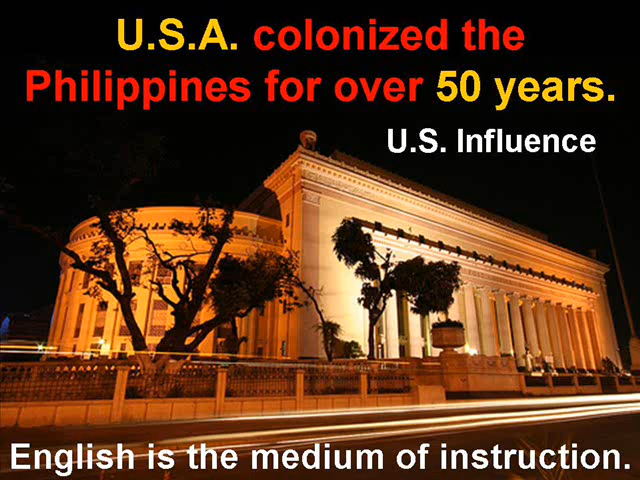 U.S.A. colonized the
Philippines for over 50 years.
U.S. Influence
English is the medium of instruction.